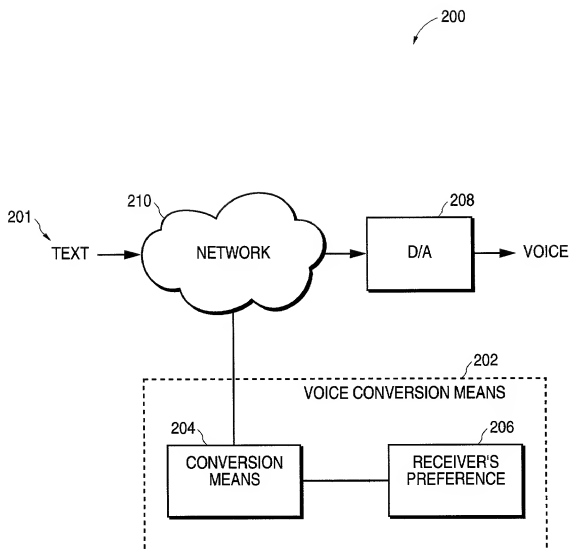 200
210
208
201
TEXT
NETWORK
D/A
VOICE
202
VOICE CONVERSION MEANS
204
206
CONVERSION
MEANS
RECEIVER'S
PREFERENCE